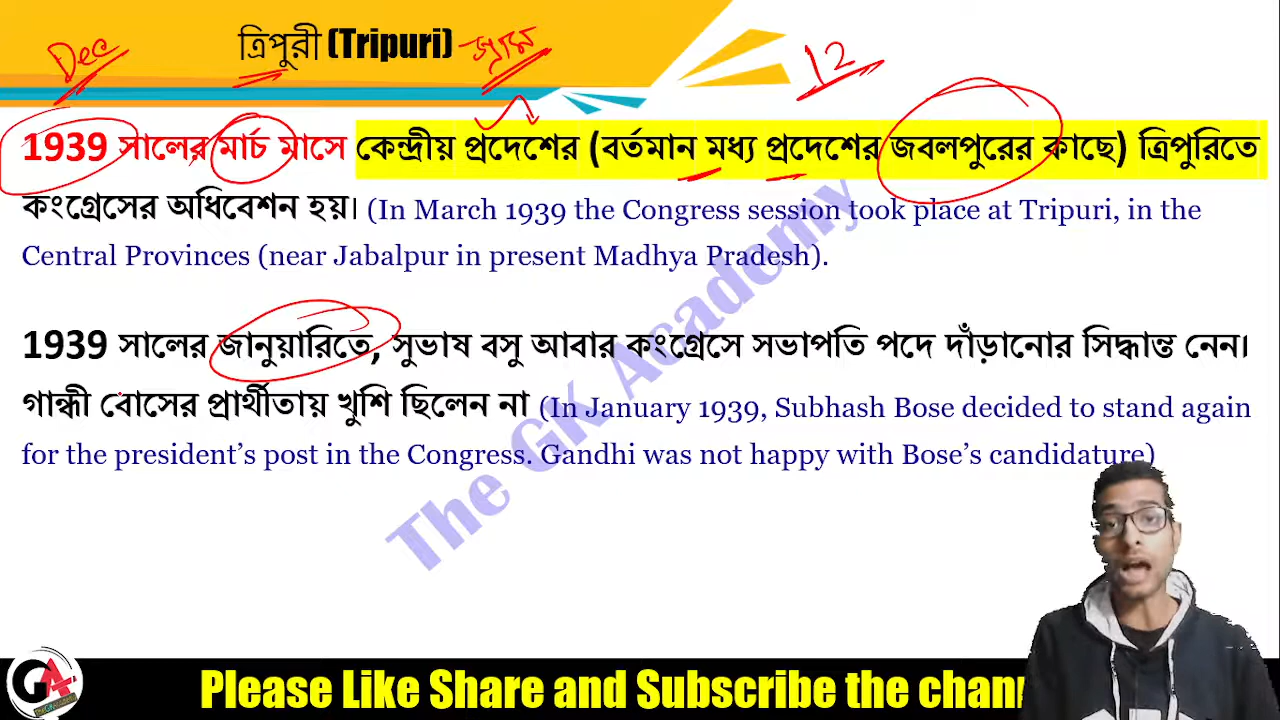 ত্রিপুরী (Tripuri)
Dec
12
1939 সালের মার্চ মাসে কেন্দ্রীয় প্রদেশের (বর্তমান মধ্য প্রদেশের জবলপুরের কাছে) ত্রিপুরিতে
কংগ্রেসের অধিবেশন হয়। (In March 1939 the Congress session took place at Tripuri, in the
Central Provinces (near Jabalpur in present Madhya Pradesh).
1939 সালের জানুয়ারিতে, সুভাষ বসু আবার কংগ্রেসে সভাপতি পদে দাঁড়ানোর সিদ্ধান্ত নেন।
গান্ধী বোসের প্রার্থীতায় খুশি ছিলেন না (In January 1939, Subhash Bose decided to stand again
for the president’s post in the Congress. Gandhi was not happy with Bose’s candidature)
The GK Academy
Please Like Share and Subscribe the chann